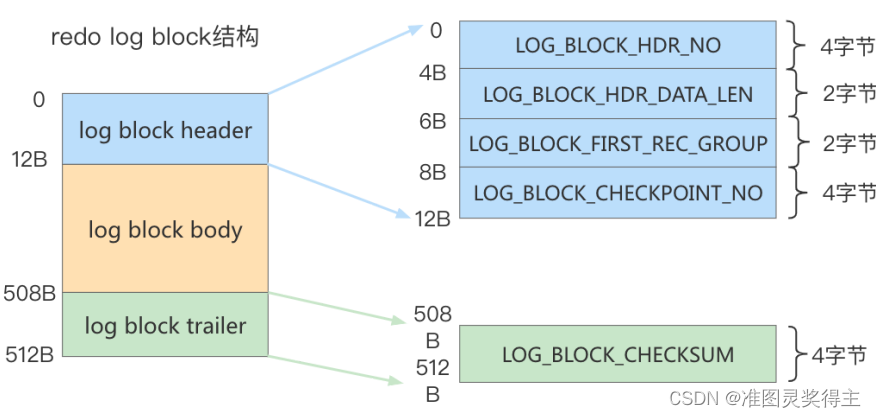 redo log block结构
0
log block header
12B
log block body
508B
log block trailer
512B
0
LOG_BLOCK_HDR_NO
4字节
4B
LOG_BLOCK_HDR_DATA_LEN
2字节
6B
LOG_BLOCK_FIRST_REC_GROUP
2字节
8B
LOG_BLOCK_CHECKPOINT_NO
4字节
12B
508
B
LOG_BLOCK_CHECKSUM
4字节
512
B
CSDN @准图灵奖得主